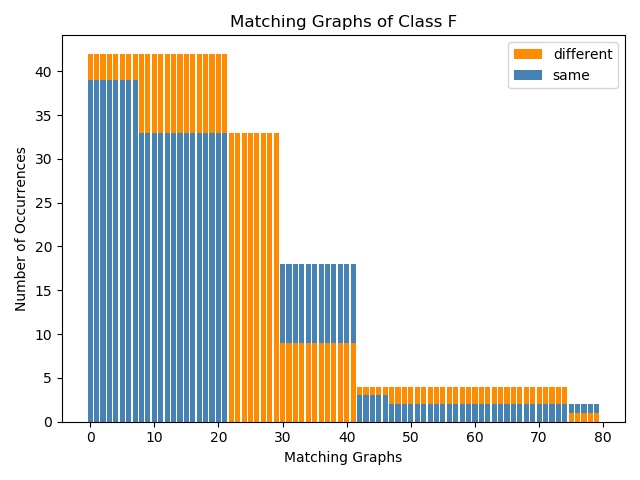 Matching Graphs of Class F
different
same
Number of Occurrences
40
35
30
25
20
15
10
5
0
0 10 20 30 40 50 60 70 80
Matching Graphs